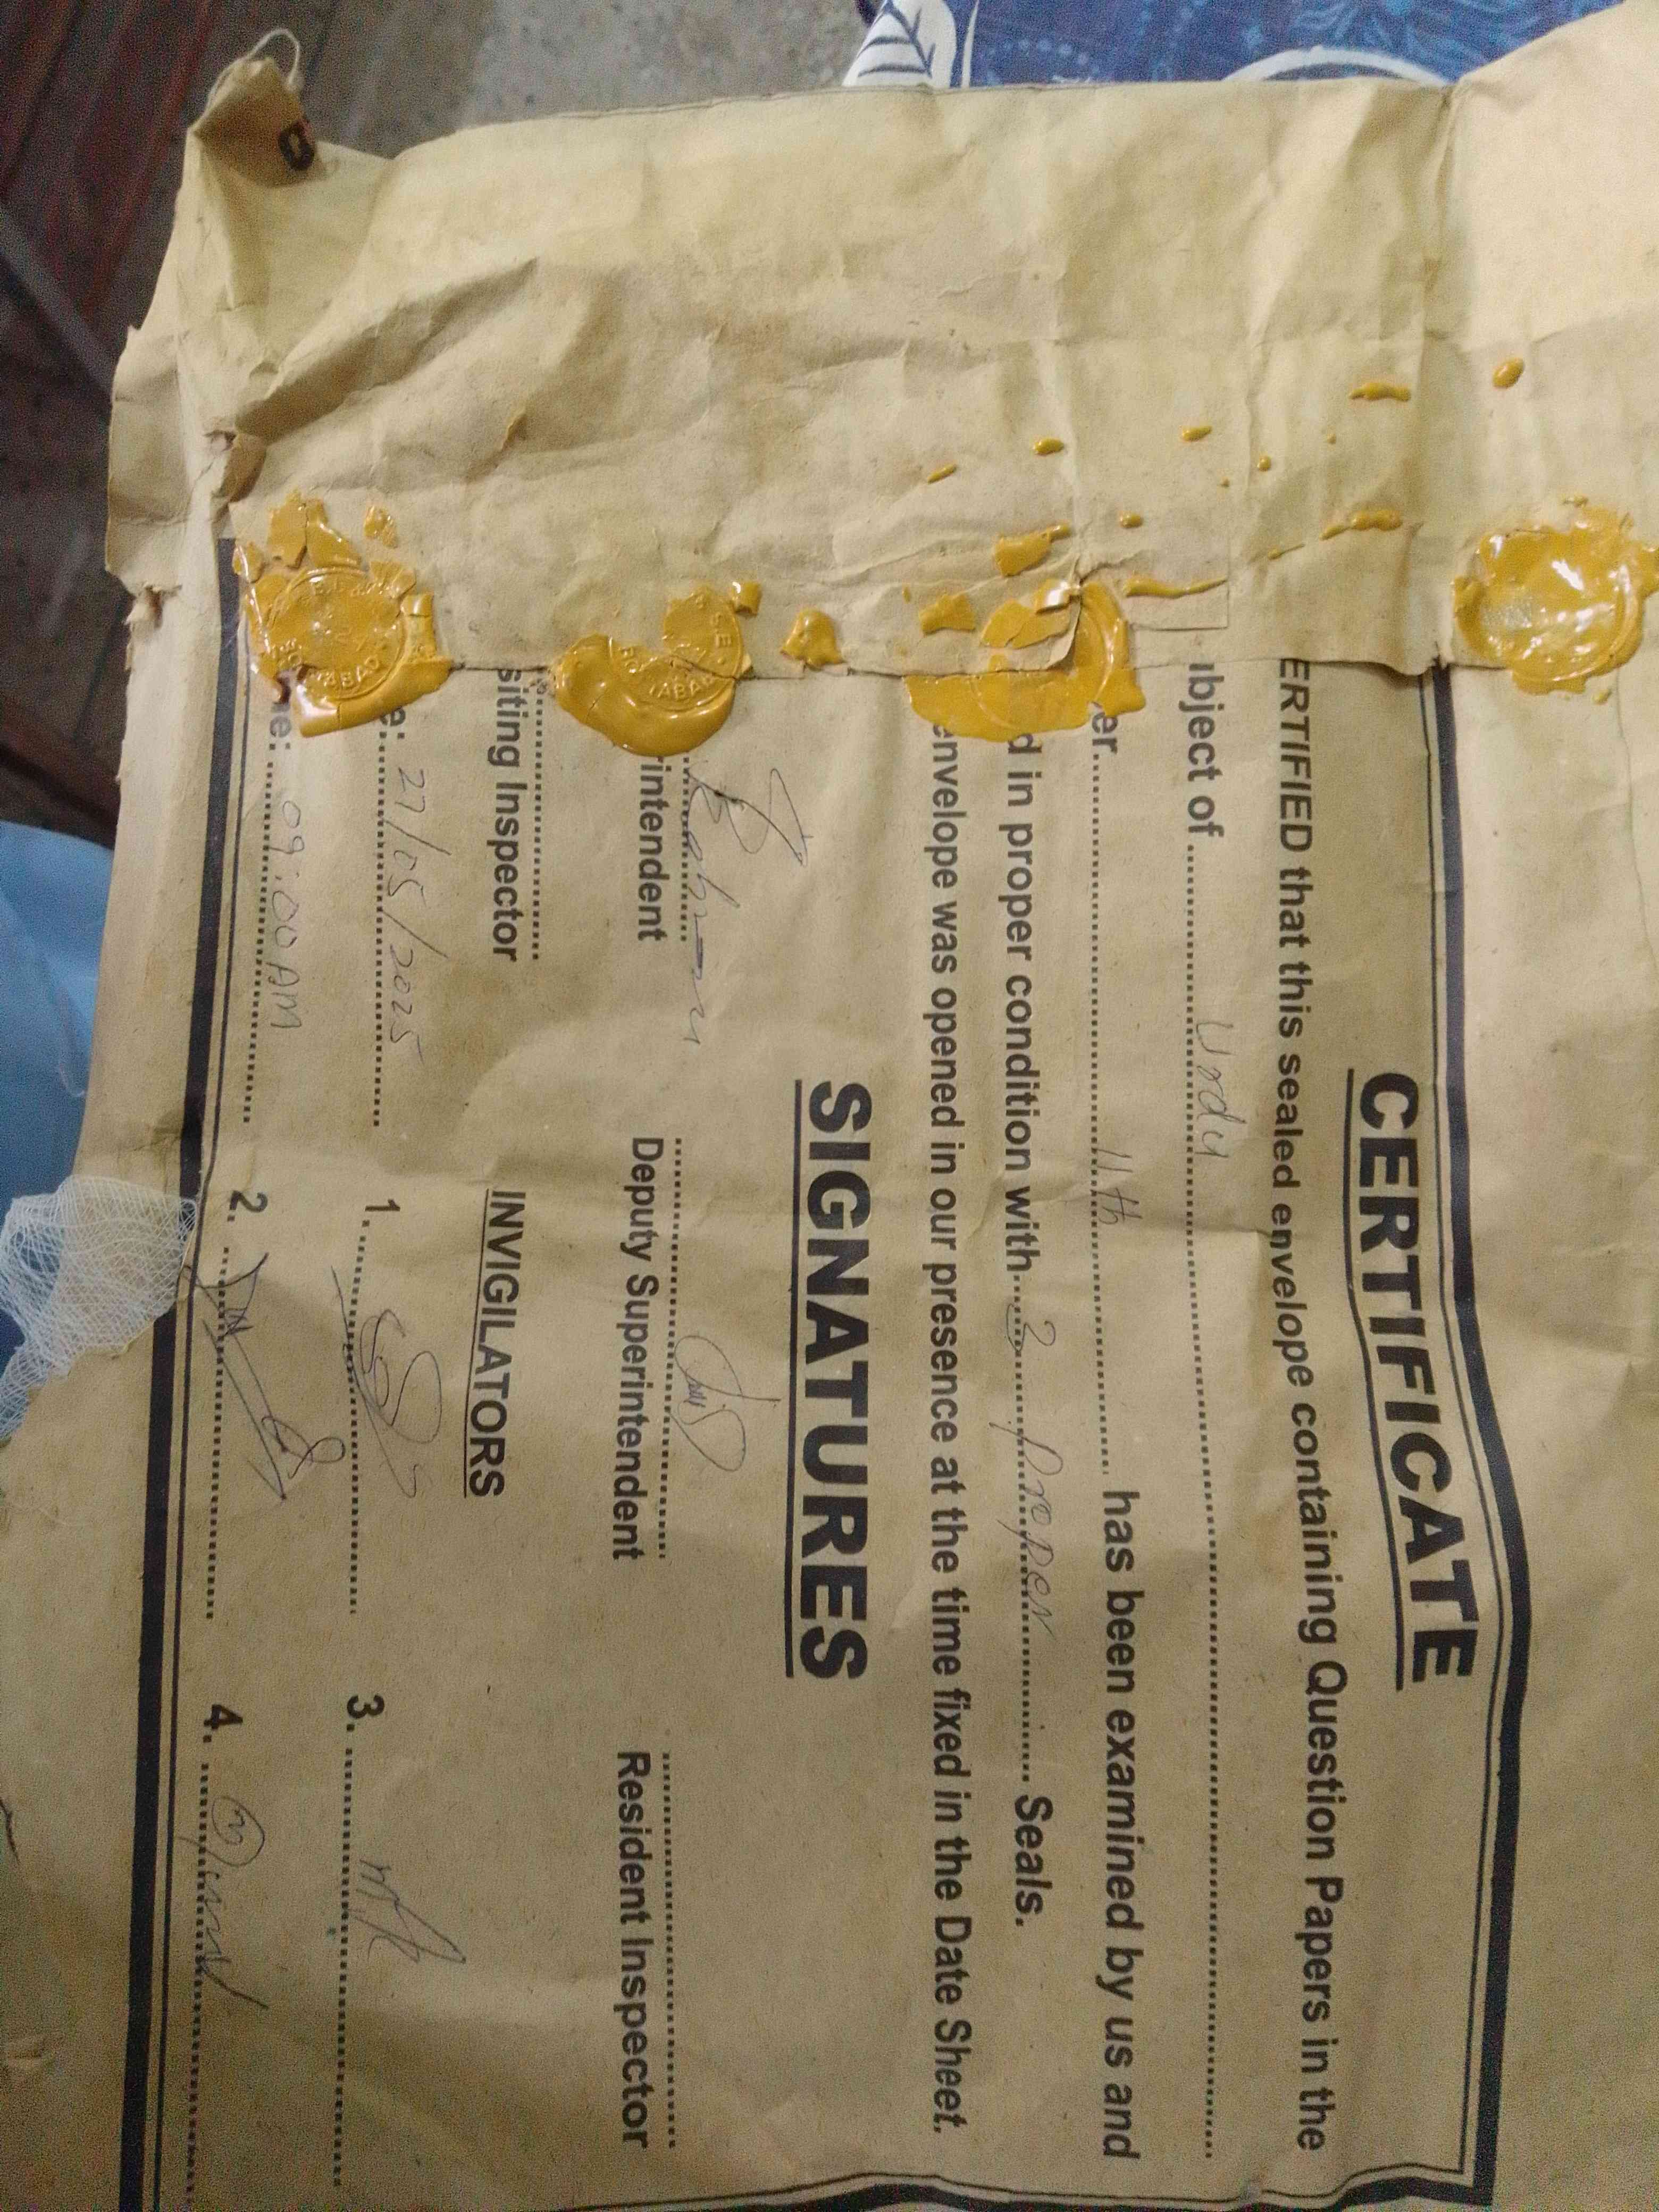 CERTIFICATE
ERTIFIED that this sealed envelope containing Question Papers in the
ubject of ........ Urdu ........
er. ........ 11th ........ has been examined by us and
d in proper condition with ..... 3 proper ..... Seals.
envelope was opened in our presence at the time fixed in the Date Sheet.
SIGNATURES
rintendent Deputy Superintendent Resident Inspector
siting Inspector INVIGILATORS
e: 27/05/2025 1. 3.
e: 09:00 AM 2. 4.